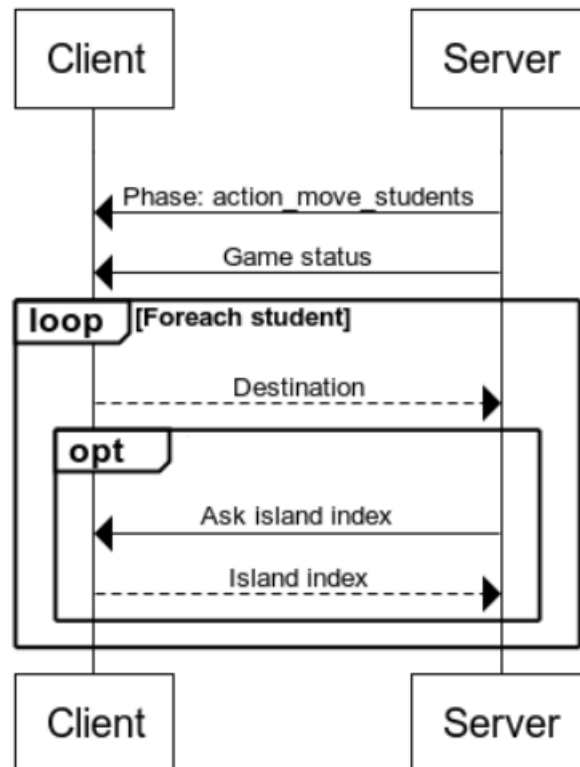 Client
Server
Phase: action_move_students
Game status
loop
[Foreach student]
Destination
opt
Ask island index
Island index
Client
Server